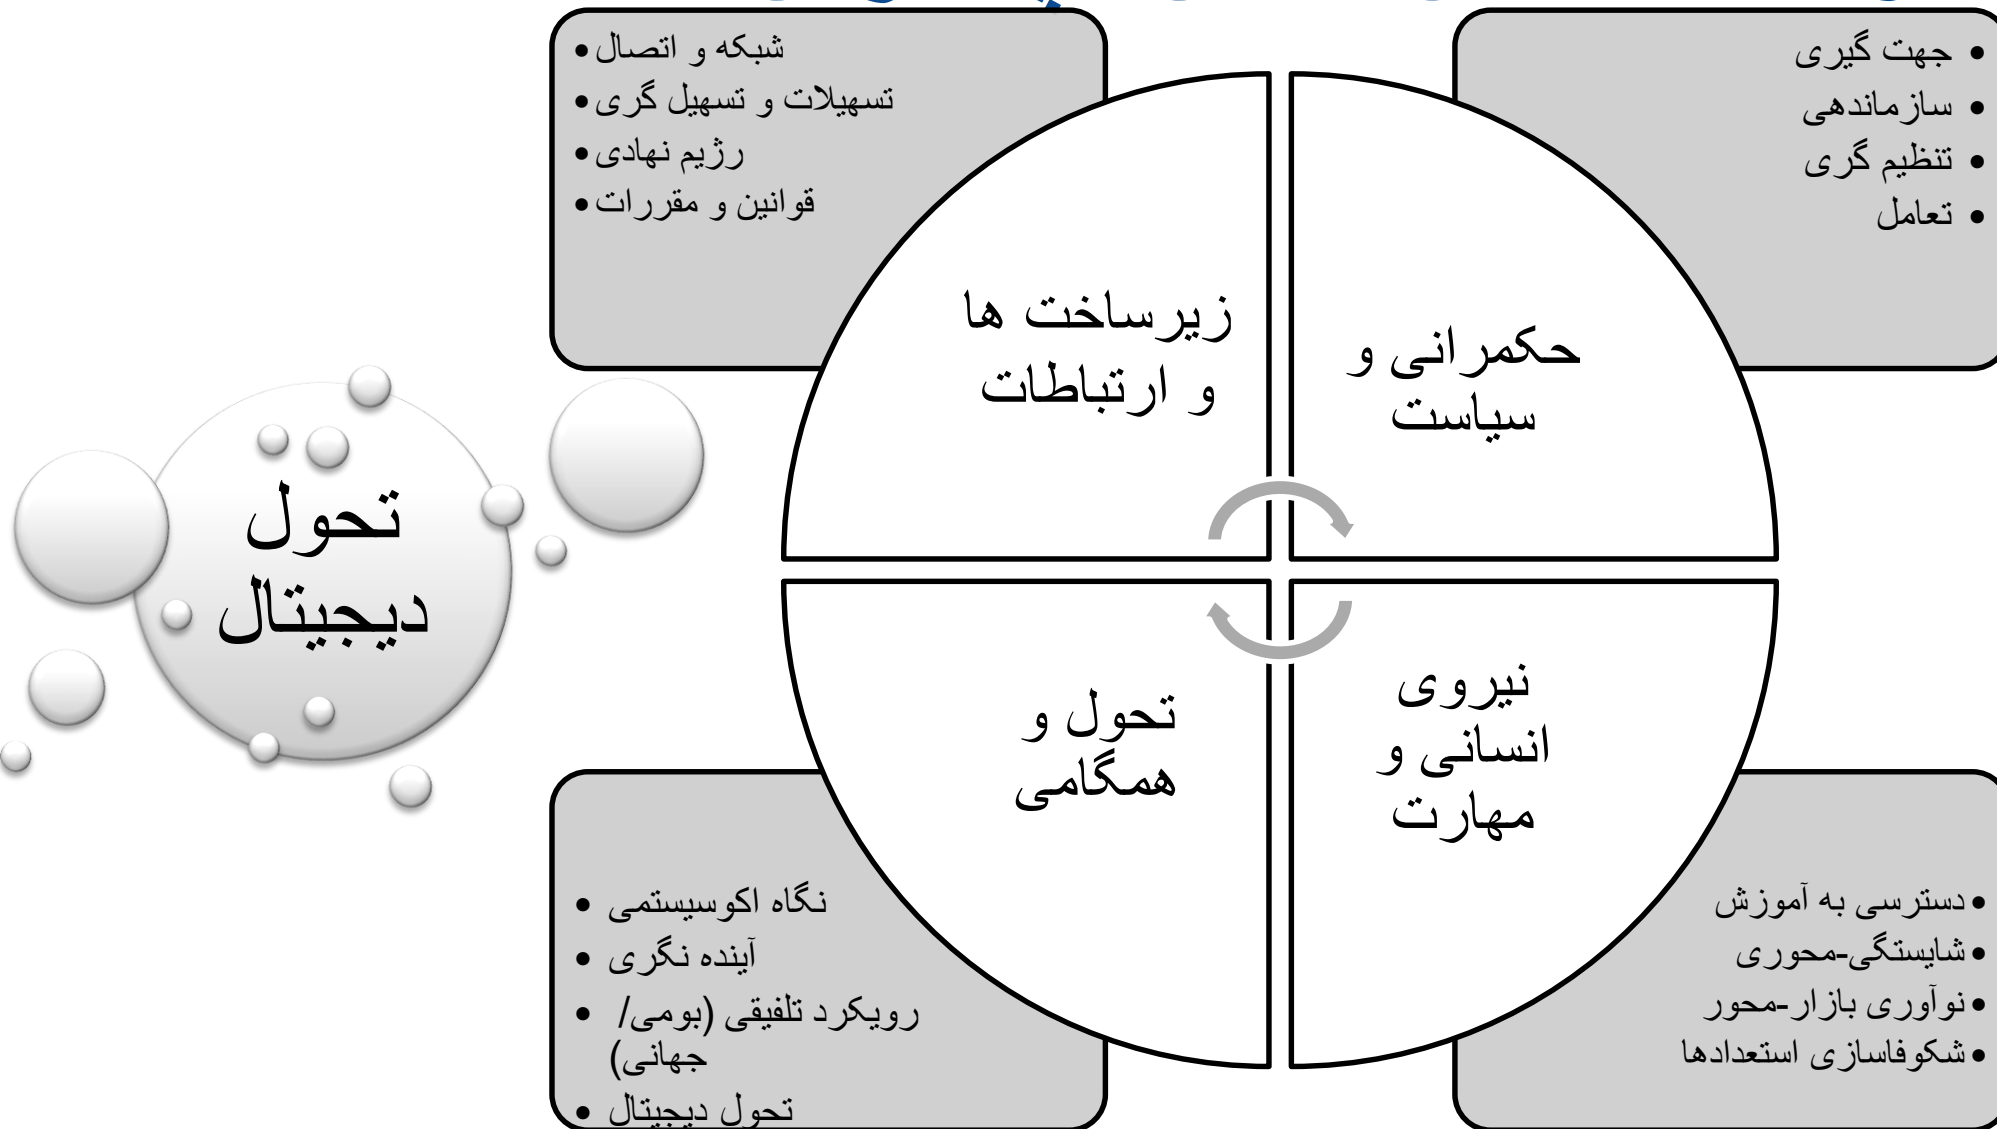 جهت گیری
سازماندهی
تنظیم گری
تعامل
شبکه و اتصال
تسهیلات و تسهیل گری
رژیم نهادی
قوانین و مقررات
حکمرانی و
سیاست
زیرساخت ها
و ارتباطات
نیروی
انسانی و
مهارت
تحول و
همگامی
تحول
دیجیتال
دسترسی به آموزش
شایستگی-محوری
نوآوری بازار-محور
شکوفاسازی استعدادها
نگاه اکوسیستمی
آینده نگری
رویکرد تلفیقی (بومی/
جهانی)
تحول دیجیتال